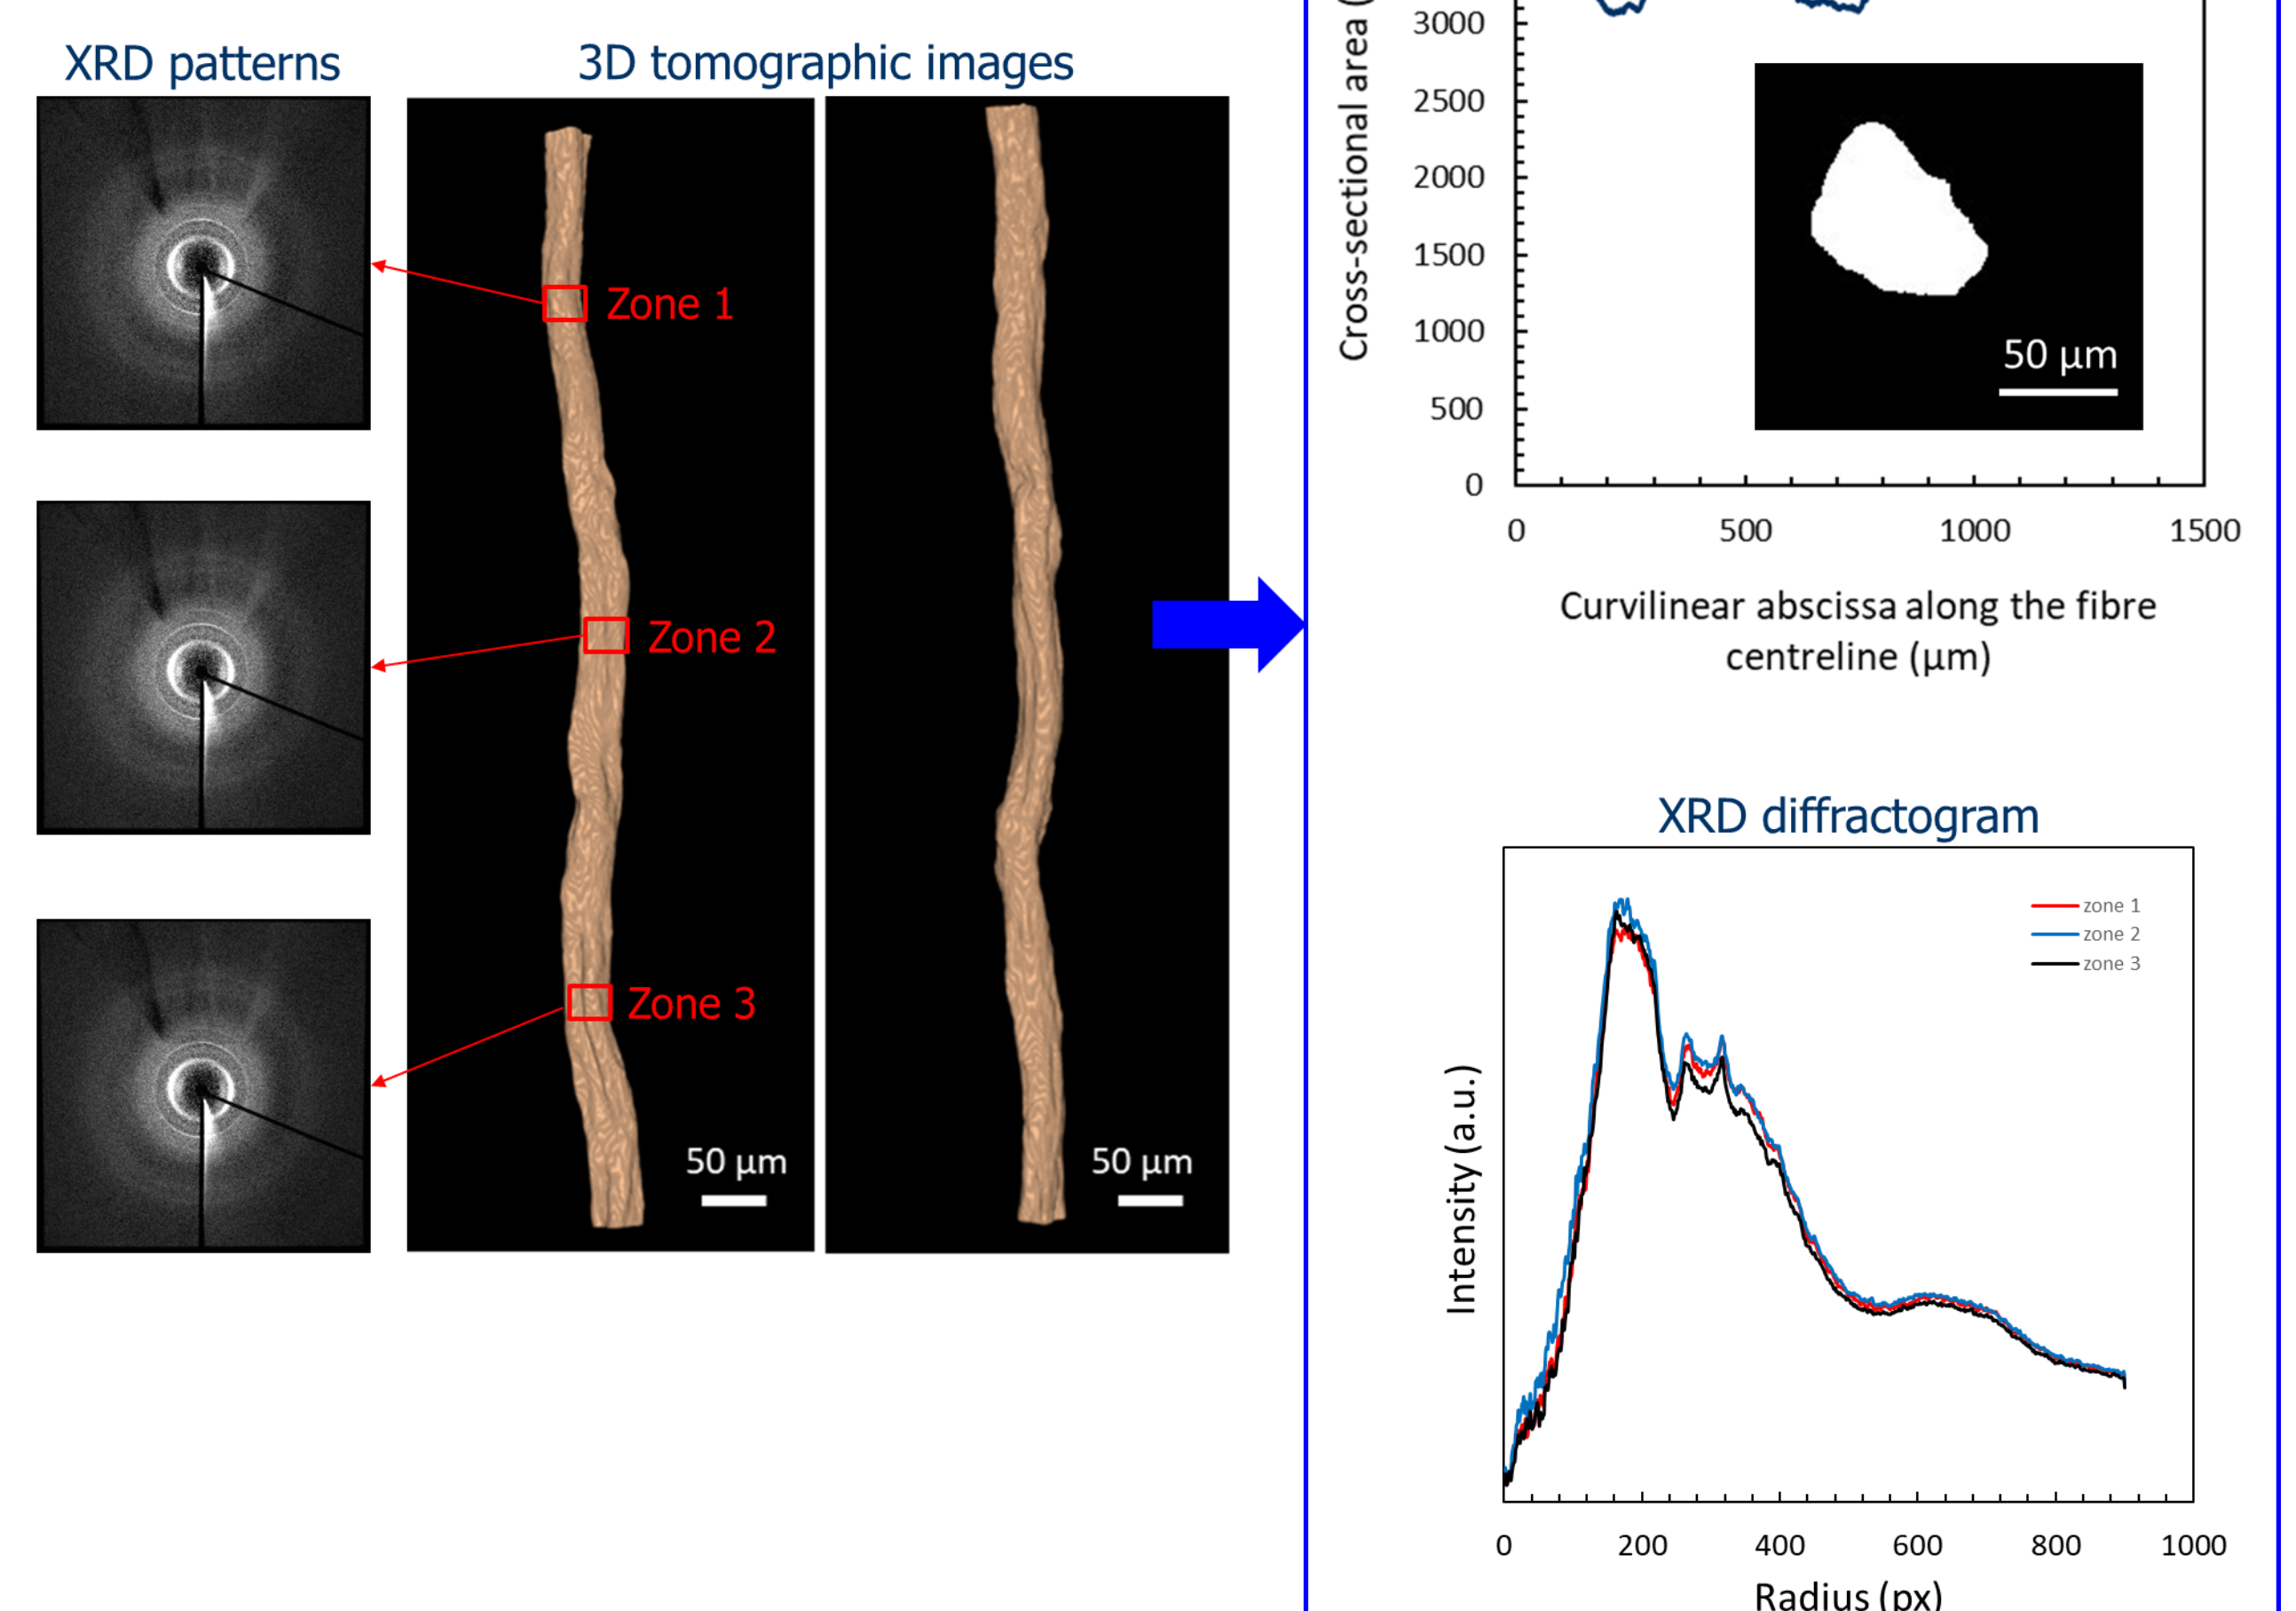 XRD patterns
3D tomographic images
Zone 1
Zone 2
Zone 3
50 µm
50 µm
Cross-sectional area (
3000
2500
2000
1500
1000
500
0
50 µm
0 500 1000 1500
Curvilinear abscissa along the fibre
centreline (µm)
XRD diffractogram
zone 1
zone 2
zone 3
Intensity (a.u.)
0 200 400 600 800 1000
Radius (px)